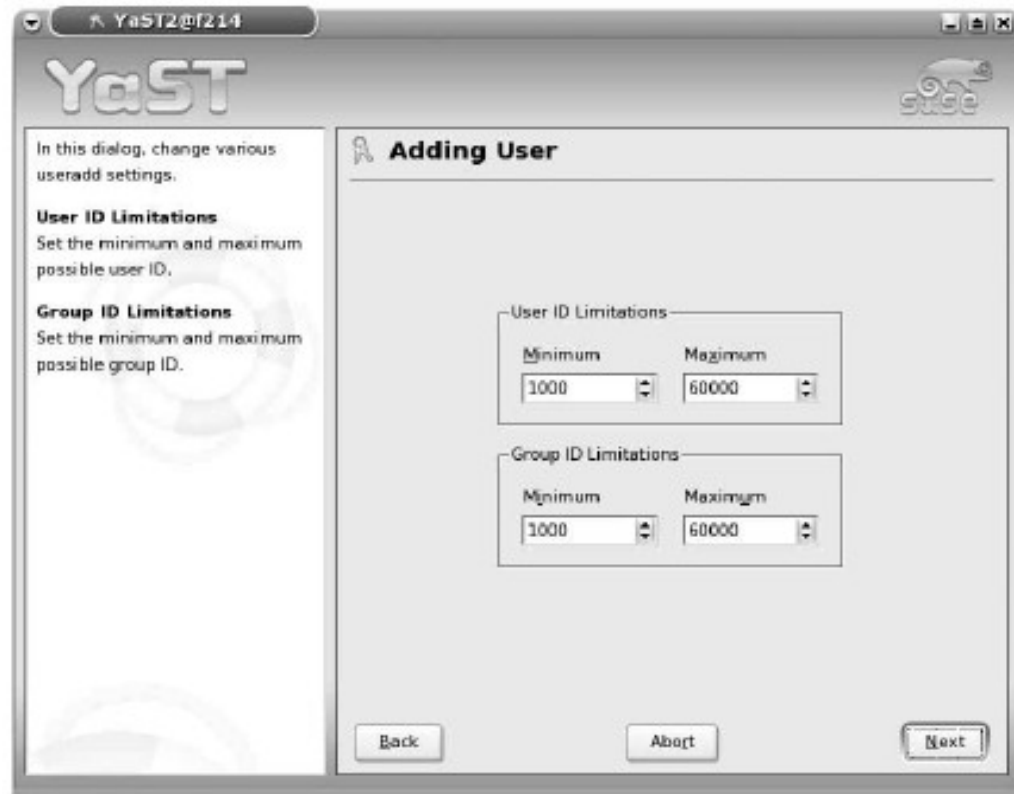 YaST2@f214
YaST
suse
In this dialog, change various
useradd settings.
User ID Limitations
Set the minimum and maximum
possible user ID.
Group ID Limitations
Set the minimum and maximum
possible group ID.
Adding User
User ID Limitations
Minimum Maximum
1000 60000
Group ID Limitations
Minimum Maximum
1000 60000
Back Abort Next